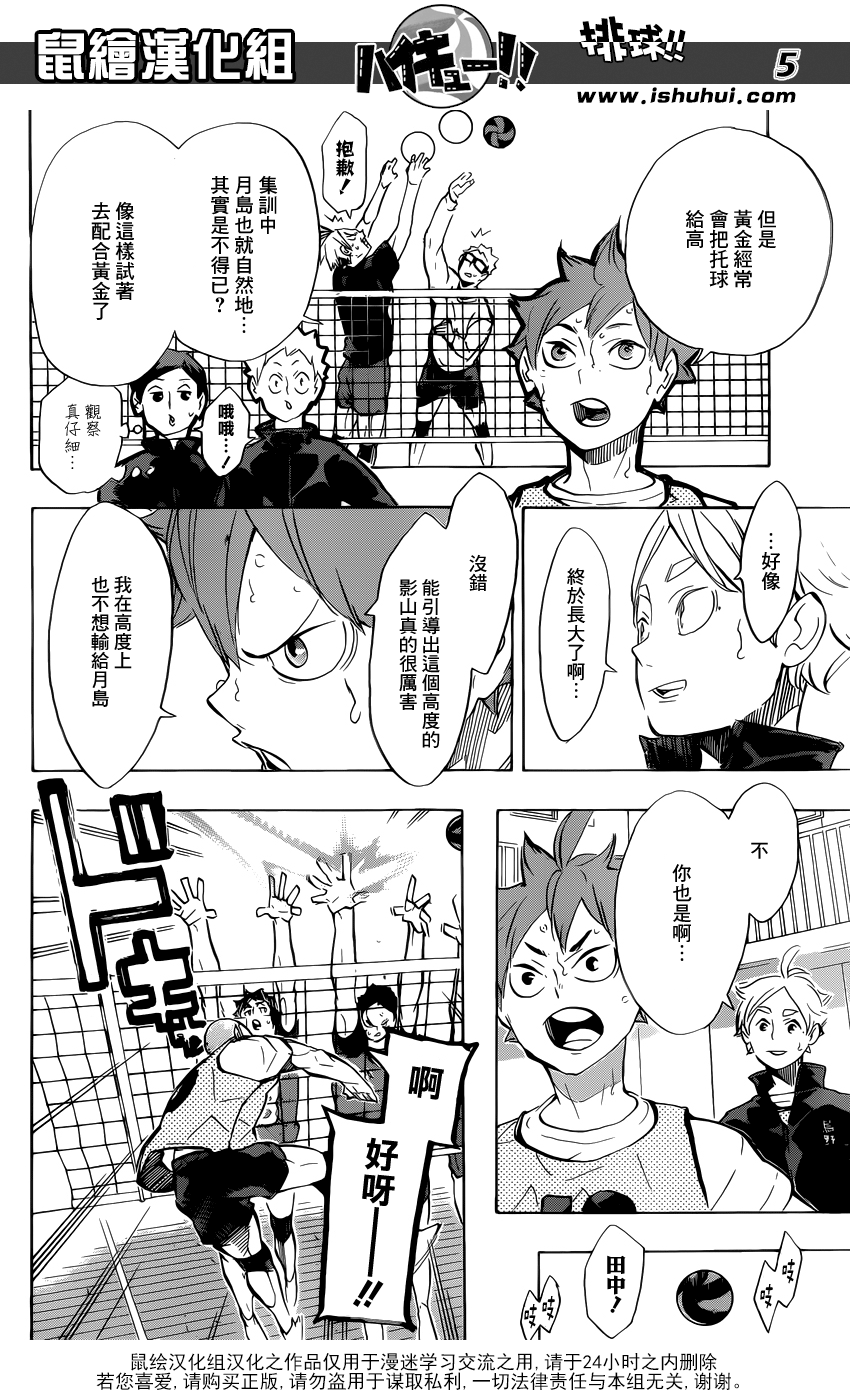 鼠繪漢化組
ハイキュー!!
排球!!
5
www.ishuhui.com
但是
黃金經常
會把托球
給高
抱歉!
集訓中
月島也就自然地…
其實是不得已?
像這樣試著
去配合黃金了
哦哦…!
觀察
真仔細…
…好像
終於長大了啊…
沒錯
能引導出這個高度的
影山真的很厲害
我在高度上
也不想輸給月島
不
你也是啊…
烏野
啊
好呀——!!
吱
吱
田中!
吱
吱
鼠绘汉化组汉化之作品仅用于漫迷学习交流之用, 请于24小时之内删除
若您喜爱, 请购买正版, 请勿盗用于谋取私利, 一切法律责任与本组无关, 谢谢。